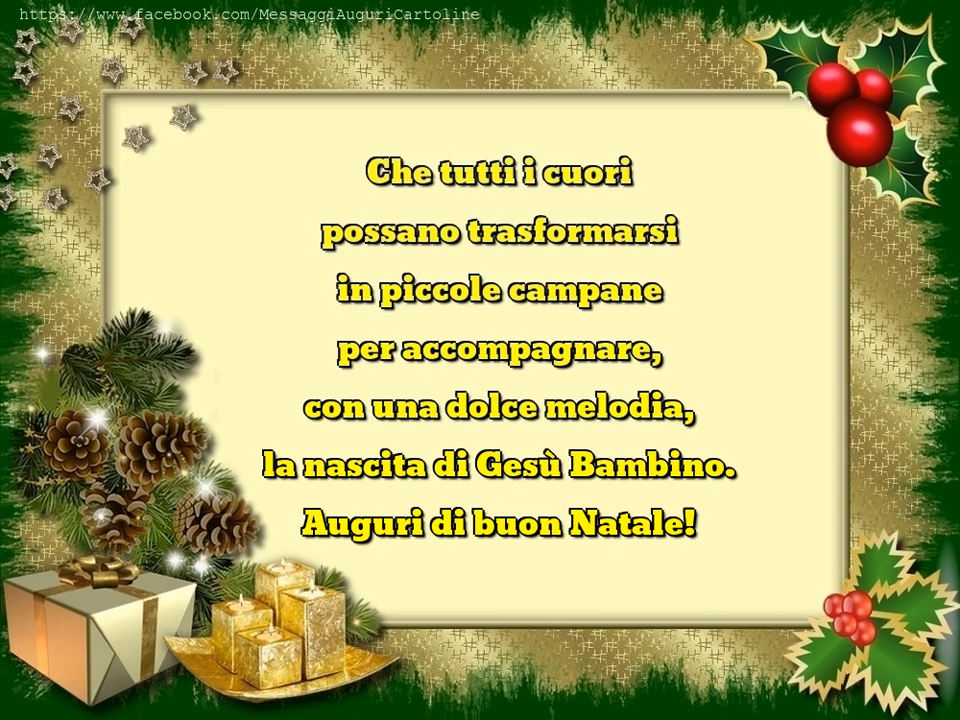 https://www.facebook.com/MessaggiAuguriCartoline
Che tutti i cuori
possano trasformarsi
in piccole campane
per accompagnare,
con una dolce melodia,
la nascita di Gesù Bambino.
Auguri di buon Natale!